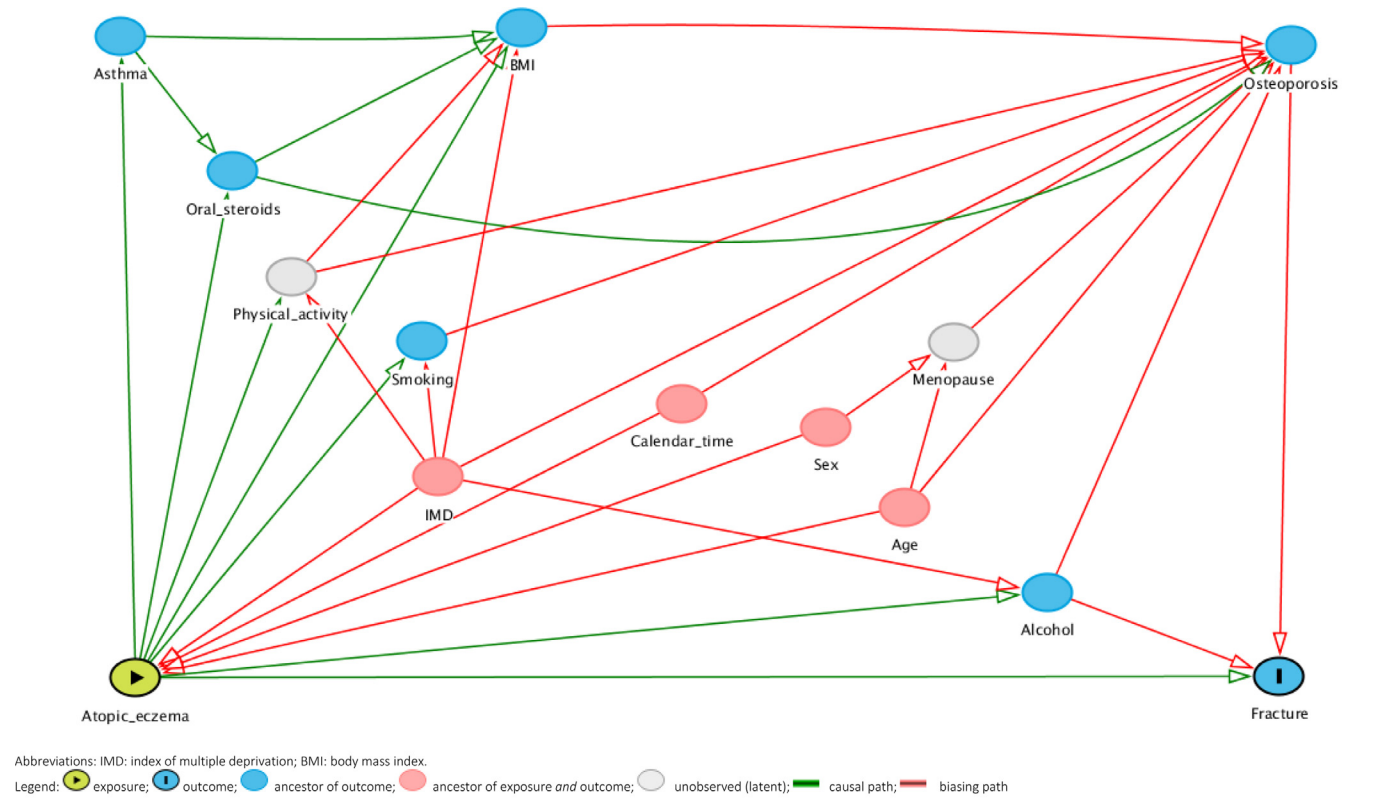 BMI
Asthma
Osteoporosis
Oral_steroids
Physical_activity
Smoking
Menopause
Calendar_time
Sex
IMD
Age
Alcohol
Atopic_eczema
Fracture
Abbreviations: IMD: index of multiple deprivation; BMI: body mass index.
Legend: exposure; outcome; ancestor of outcome; ancestor of exposure and outcome; unobserved (latent); causal path; biasing path